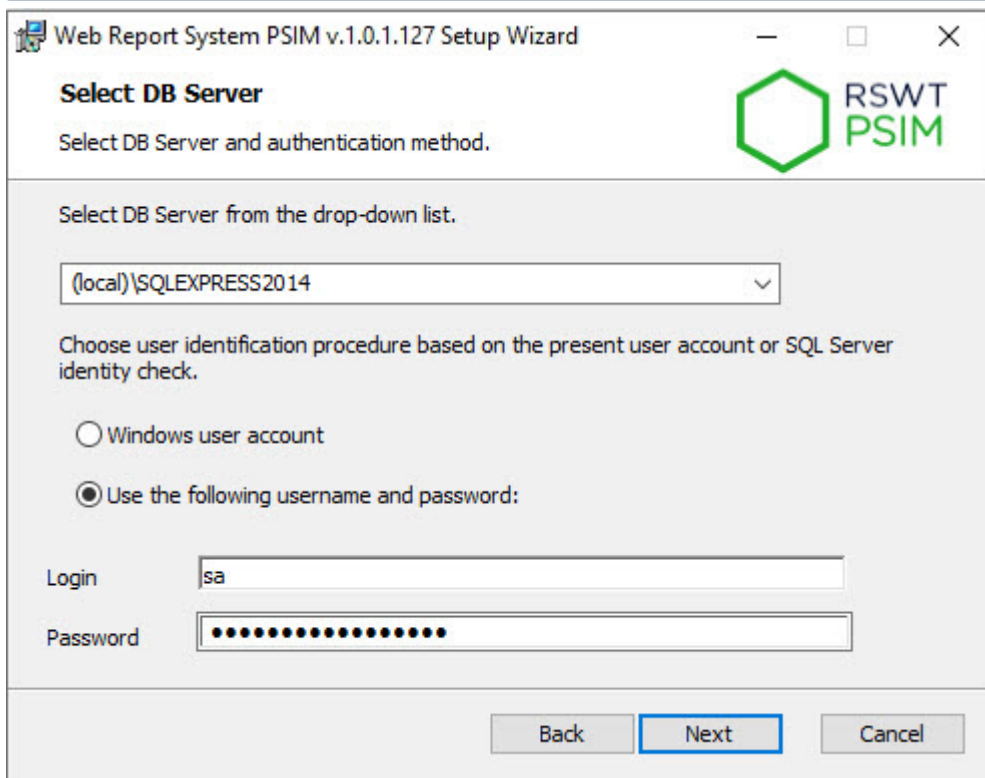 Web Report System PSIM v.1.0.1.127 Setup Wizard
Select DB Server
RSWT
PSIM
Select DB Server and authentication method.
Select DB Server from the drop-down list.
(local)\SQLEXPRESS2014
Choose user identification procedure based on the present user account or SQL Server
identity check.
Windows user account
Use the following username and password:
Login
sa
Password
●●●●●●●●●●●●●●●●●
Back
Next
Cancel